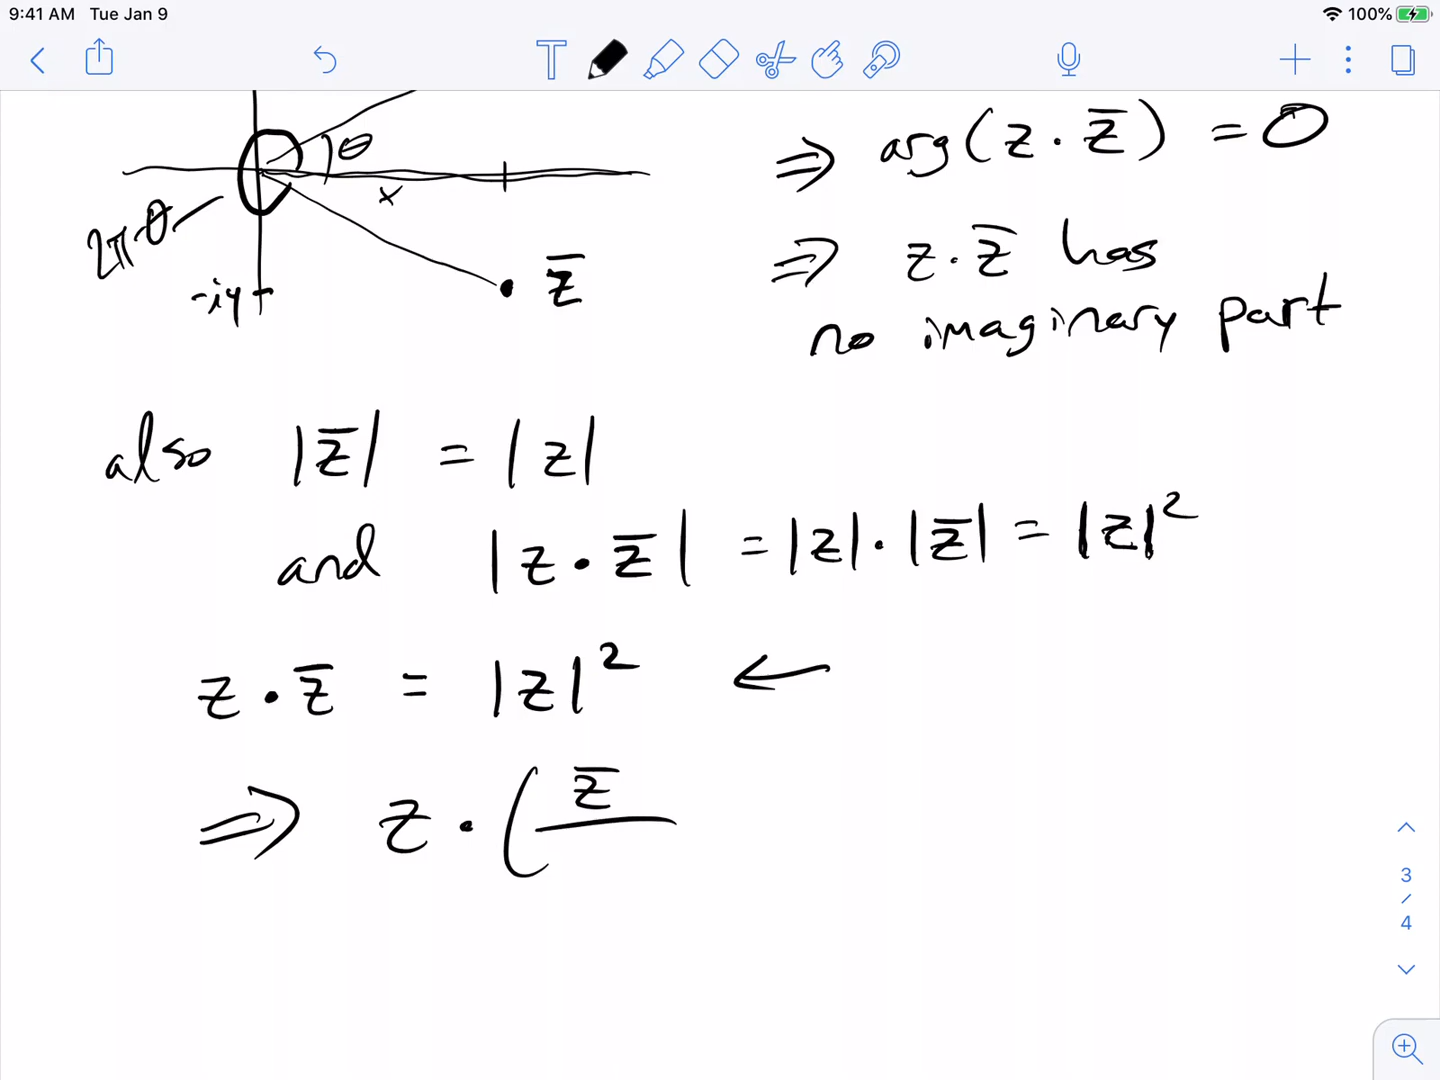 9:41 AM Tue Jan 9
100%
T
θ
x
2π-θ
-iy
z̅
⇒ arg(z · z̅) = 0
⇒ z · z̅ has
no imaginary part
also |z̅| = |z|
and |z · z̅| = |z| · |z̅| = |z|²
z · z̅ = |z|² ←
⇒ z · (z̅
3
/
4